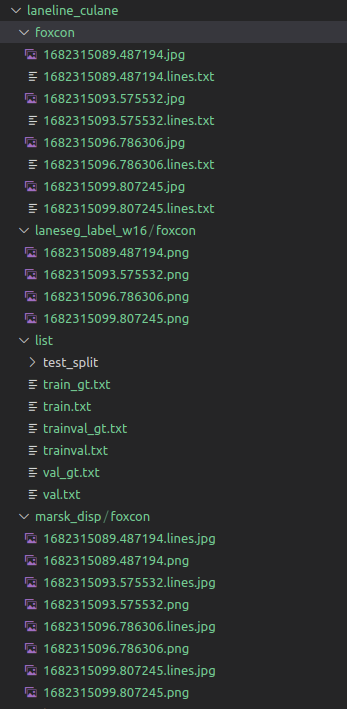 laneline_culane
foxcon
1682315089.487194.jpg
1682315089.487194.lines.txt
1682315093.575532.jpg
1682315093.575532.lines.txt
1682315096.786306.jpg
1682315096.786306.lines.txt
1682315099.807245.jpg
1682315099.807245.lines.txt
laneseg_label_w16/foxcon
1682315089.487194.png
1682315093.575532.png
1682315096.786306.png
1682315099.807245.png
list
test_split
train_gt.txt
train.txt
trainval_gt.txt
trainval.txt
val_gt.txt
val.txt
marsk_disp/foxcon
1682315089.487194.lines.jpg
1682315089.487194.png
1682315093.575532.lines.jpg
1682315093.575532.png
1682315096.786306.lines.jpg
1682315096.786306.png
1682315099.807245.lines.jpg
1682315099.807245.png